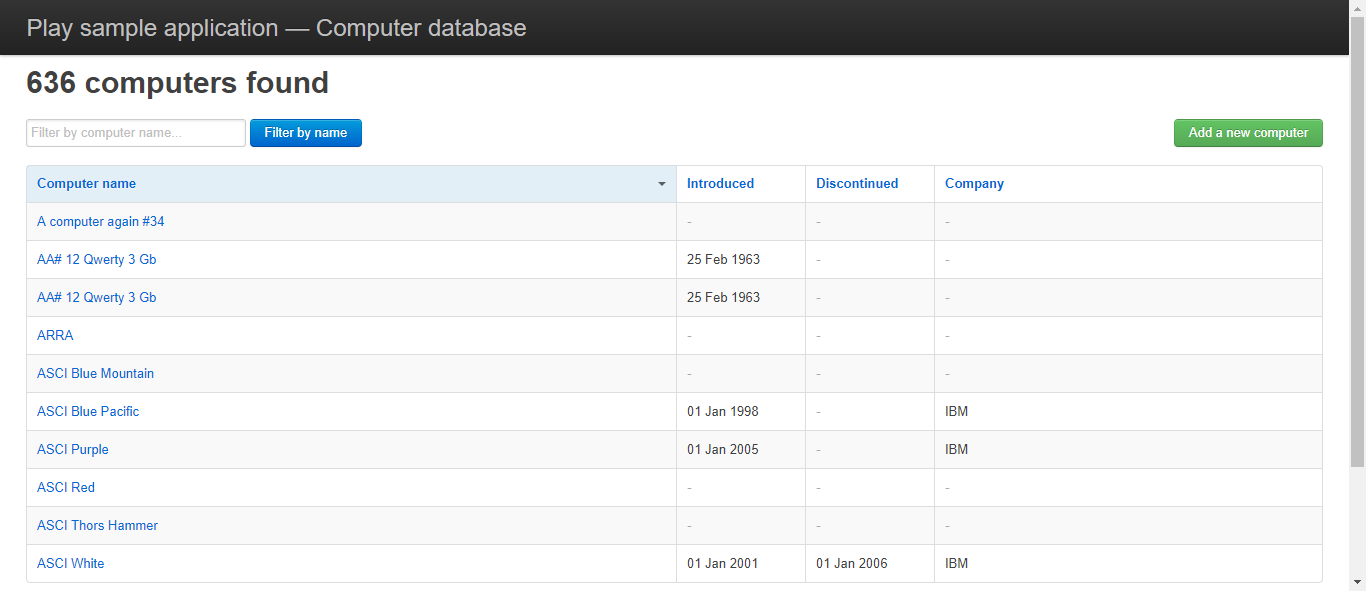 Play sample application — Computer database
636 computers found
Filter by computer name... Filter by name Add a new computer
Computer name Introduced Discontinued Company
A computer again #34 - - -
AA# 12 Qwerty 3 Gb 25 Feb 1963 - -
AA# 12 Qwerty 3 Gb 25 Feb 1963 - -
ARRA - - -
ASCI Blue Mountain - - -
ASCI Blue Pacific 01 Jan 1998 - IBM
ASCI Purple 01 Jan 2005 - IBM
ASCI Red - - -
ASCI Thors Hammer - - -
ASCI White 01 Jan 2001 01 Jan 2006 IBM